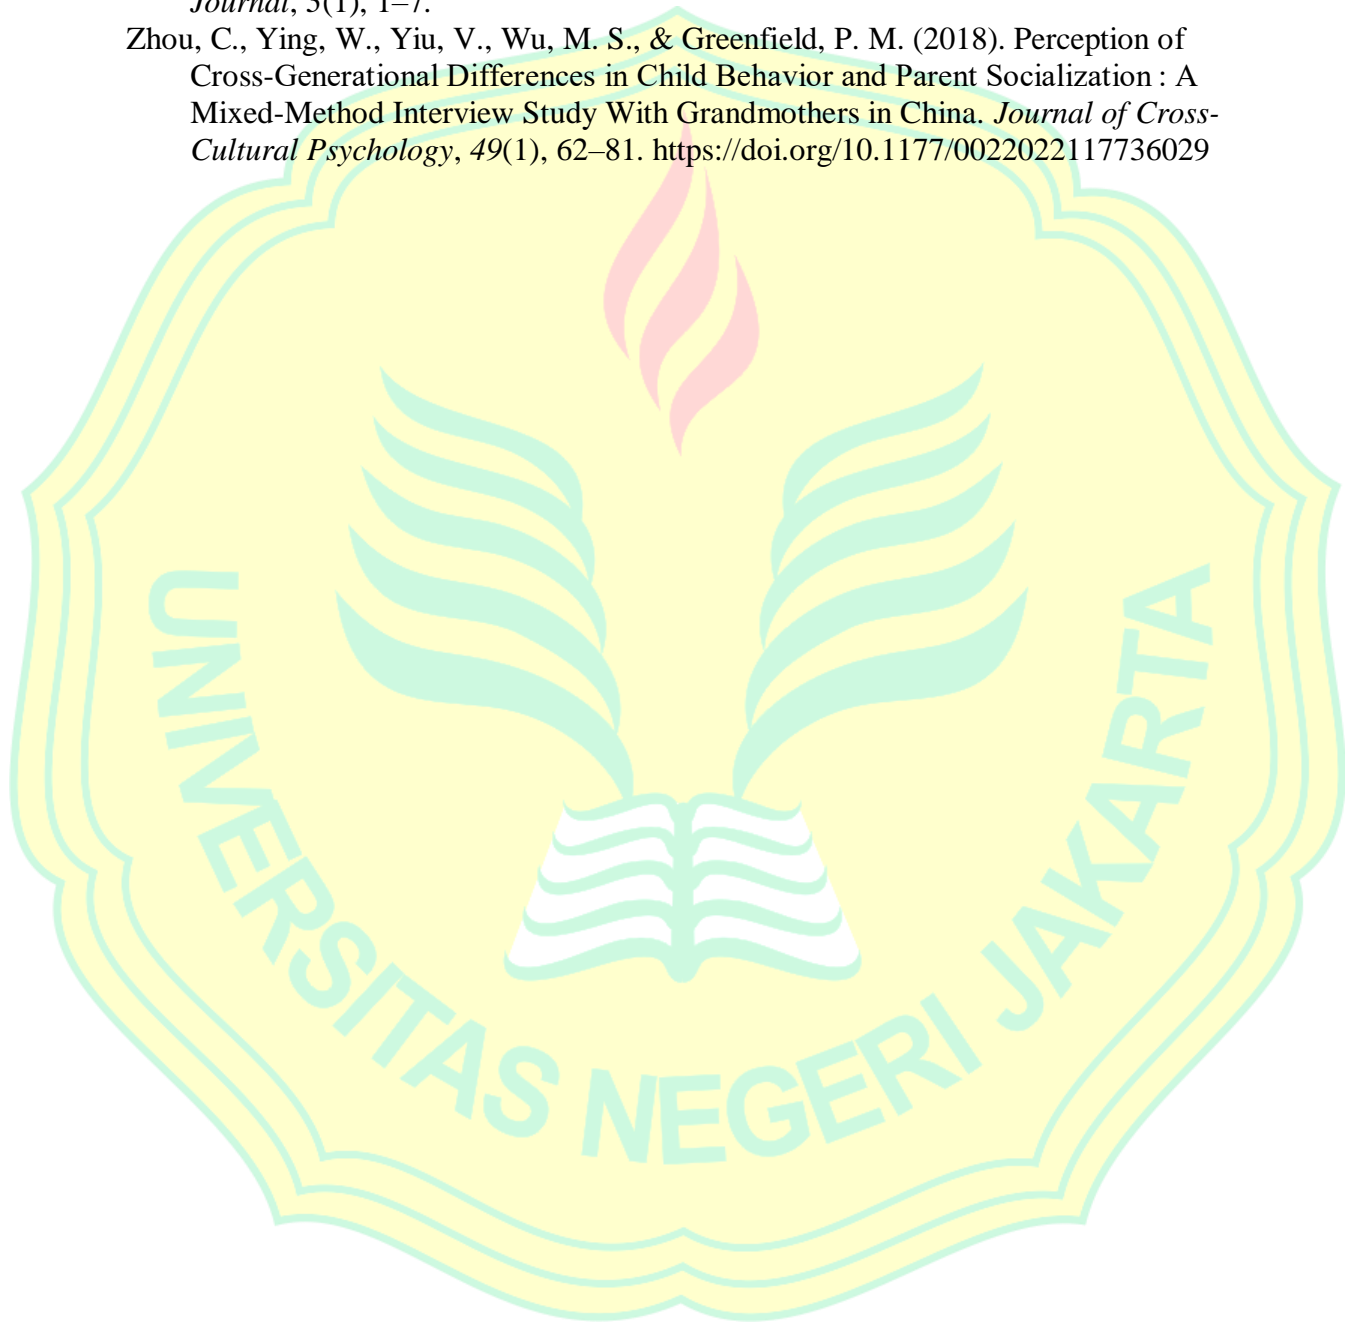 Journal, 5(1), 1–7.
Zhou, C., Ying, W., Yiu, V., Wu, M. S., & Greenfield, P. M. (2018). Perception of
Cross-Generational Differences in Child Behavior and Parent Socialization : A
Mixed-Method Interview Study With Grandmothers in China. Journal of Cross-
Cultural Psychology, 49(1), 62–81. https://doi.org/10.1177/0022022117736029
UNIVERSITAS NEGERI JAKARTA